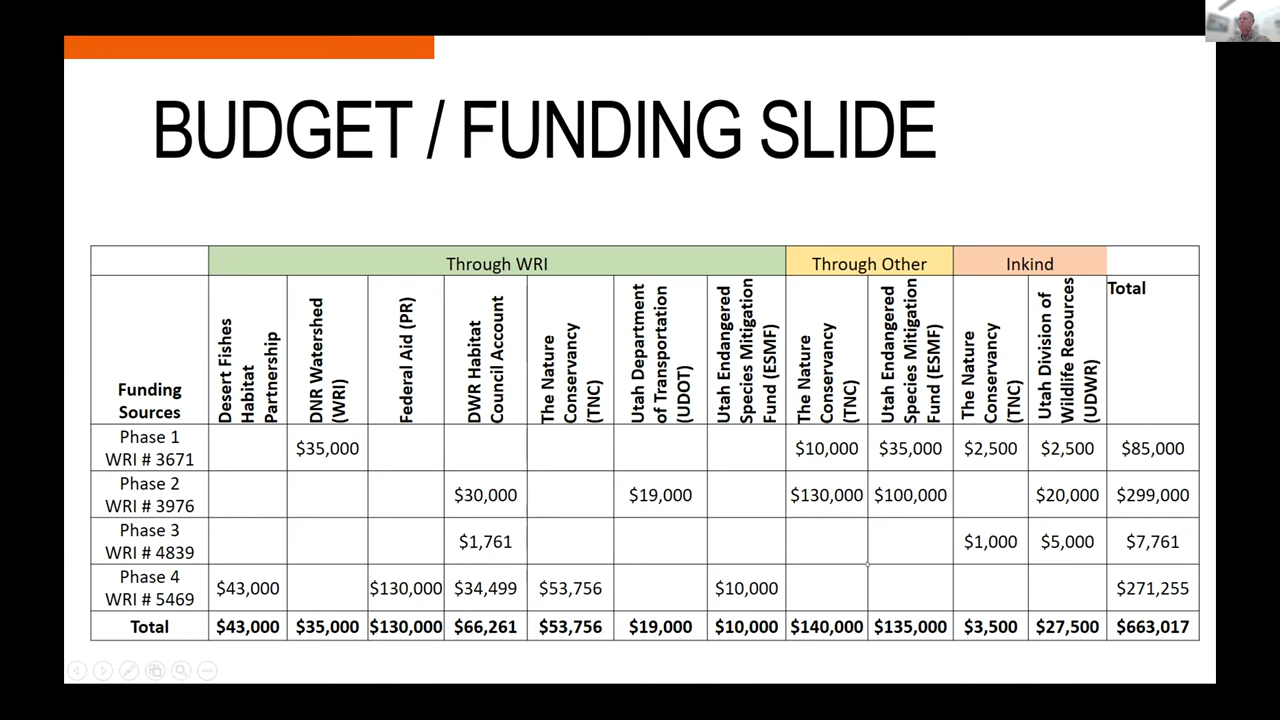 BUDGET / FUNDING SLIDE
Through WRI Through Other Inkind
Funding
Sources
Desert Fishes
Habitat
Partnership
DNR Watershed
(WRI)
Federal Aid (PR)
DWR Habitat
Council Account
The Nature
Conservancy
(TNC)
Utah Department
of Transportation
(UDOT)
Utah Endangered
Species Mitigation
Fund (ESMF)
The Nature
Conservancy
(TNC)
Utah Endangered
Species Mitigation
Fund (ESMF)
The Nature
Conservancy
(TNC)
Utah Division of
Wildlife Resources
(UDWR)
Total
Phase 1
WRI # 3671
$35,000 $10,000 $35,000 $2,500 $2,500 $85,000
Phase 2
WRI # 3976
$30,000 $19,000 $130,000 $100,000 $20,000 $299,000
Phase 3
WRI # 4839
$1,761 $1,000 $5,000 $7,761
Phase 4
WRI # 5469
$43,000 $130,000 $34,499 $53,756 $10,000 $271,255
Total $43,000 $35,000 $130,000 $66,261 $53,756 $19,000 $10,000 $140,000 $135,000 $3,500 $27,500 $663,017